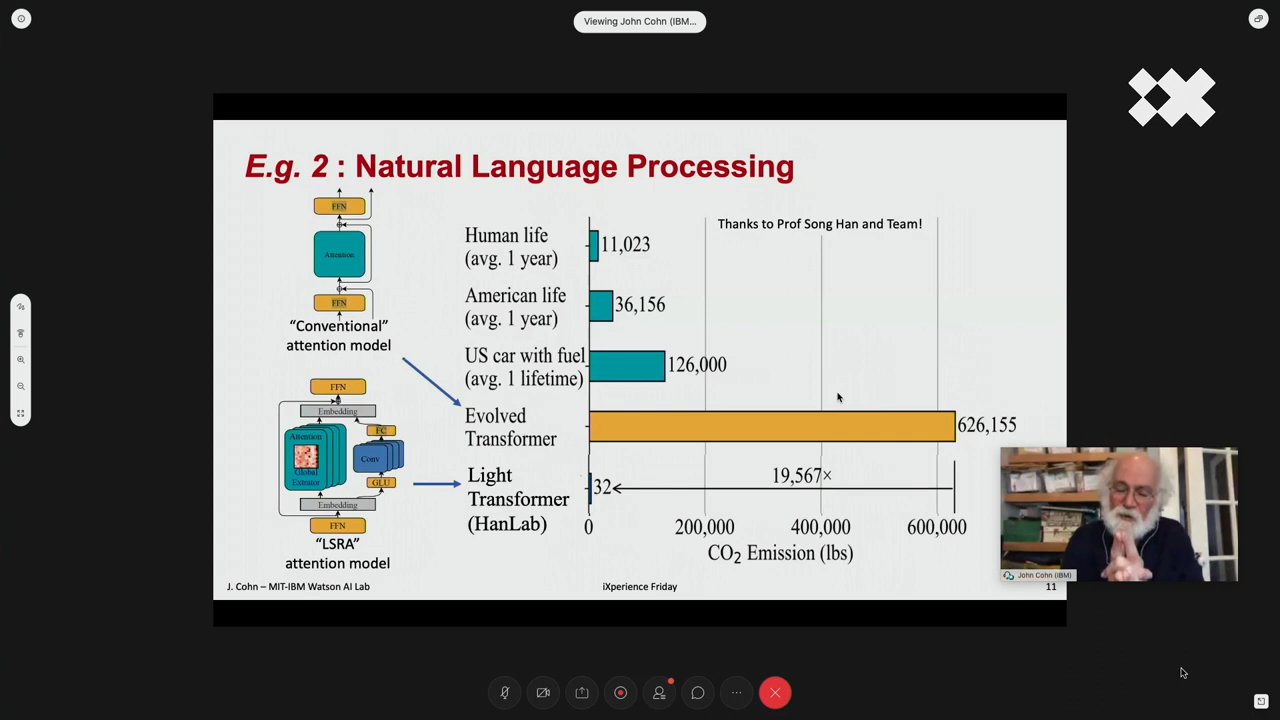 Viewing John Cohn (IBM...
E.g. 2 : Natural Language Processing
FFN
Attention
FFN
“Conventional”
attention model
FFN
Embedding
Attention
FC
Conv
Global
Extrator
GLU
Embedding
FFN
“LSRA”
attention model
Thanks to Prof Song Han and Team!
Human life
(avg. 1 year)
11,023
American life
(avg. 1 year)
36,156
US car with fuel
(avg. 1 lifetime)
126,000
Evolved
Transformer
626,155
Light
Transformer
(HanLab)
32
19,567×
0
200,000
400,000
600,000
CO₂ Emission (lbs)
J. Cohn – MIT-IBM Watson AI Lab
iXperience Friday
11
John Cohn (IBM)